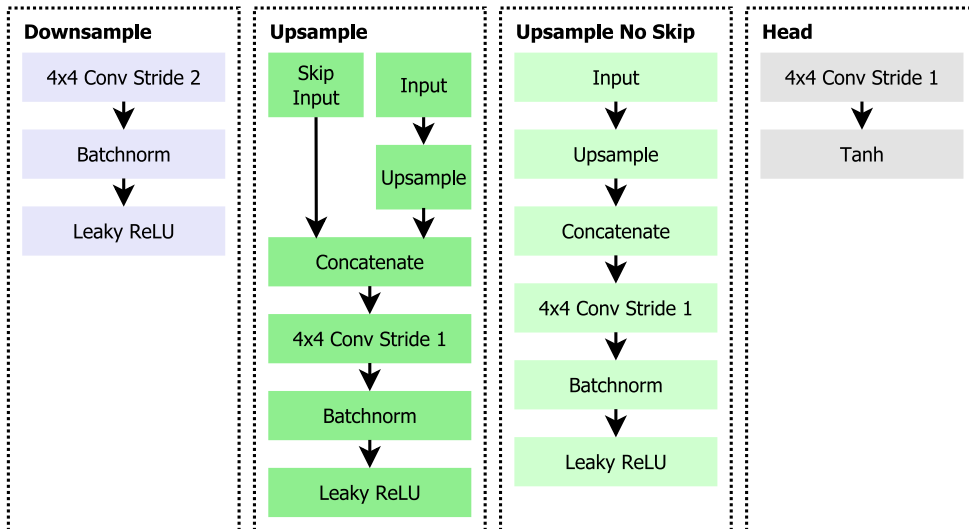 Downsample
4x4 Conv Stride 2
Batchnorm
Leaky ReLU
Upsample
Skip
Input
Input
Upsample
Concatenate
4x4 Conv Stride 1
Batchnorm
Leaky ReLU
Upsample No Skip
Input
Upsample
Concatenate
4x4 Conv Stride 1
Batchnorm
Leaky ReLU
Head
4x4 Conv Stride 1
Tanh